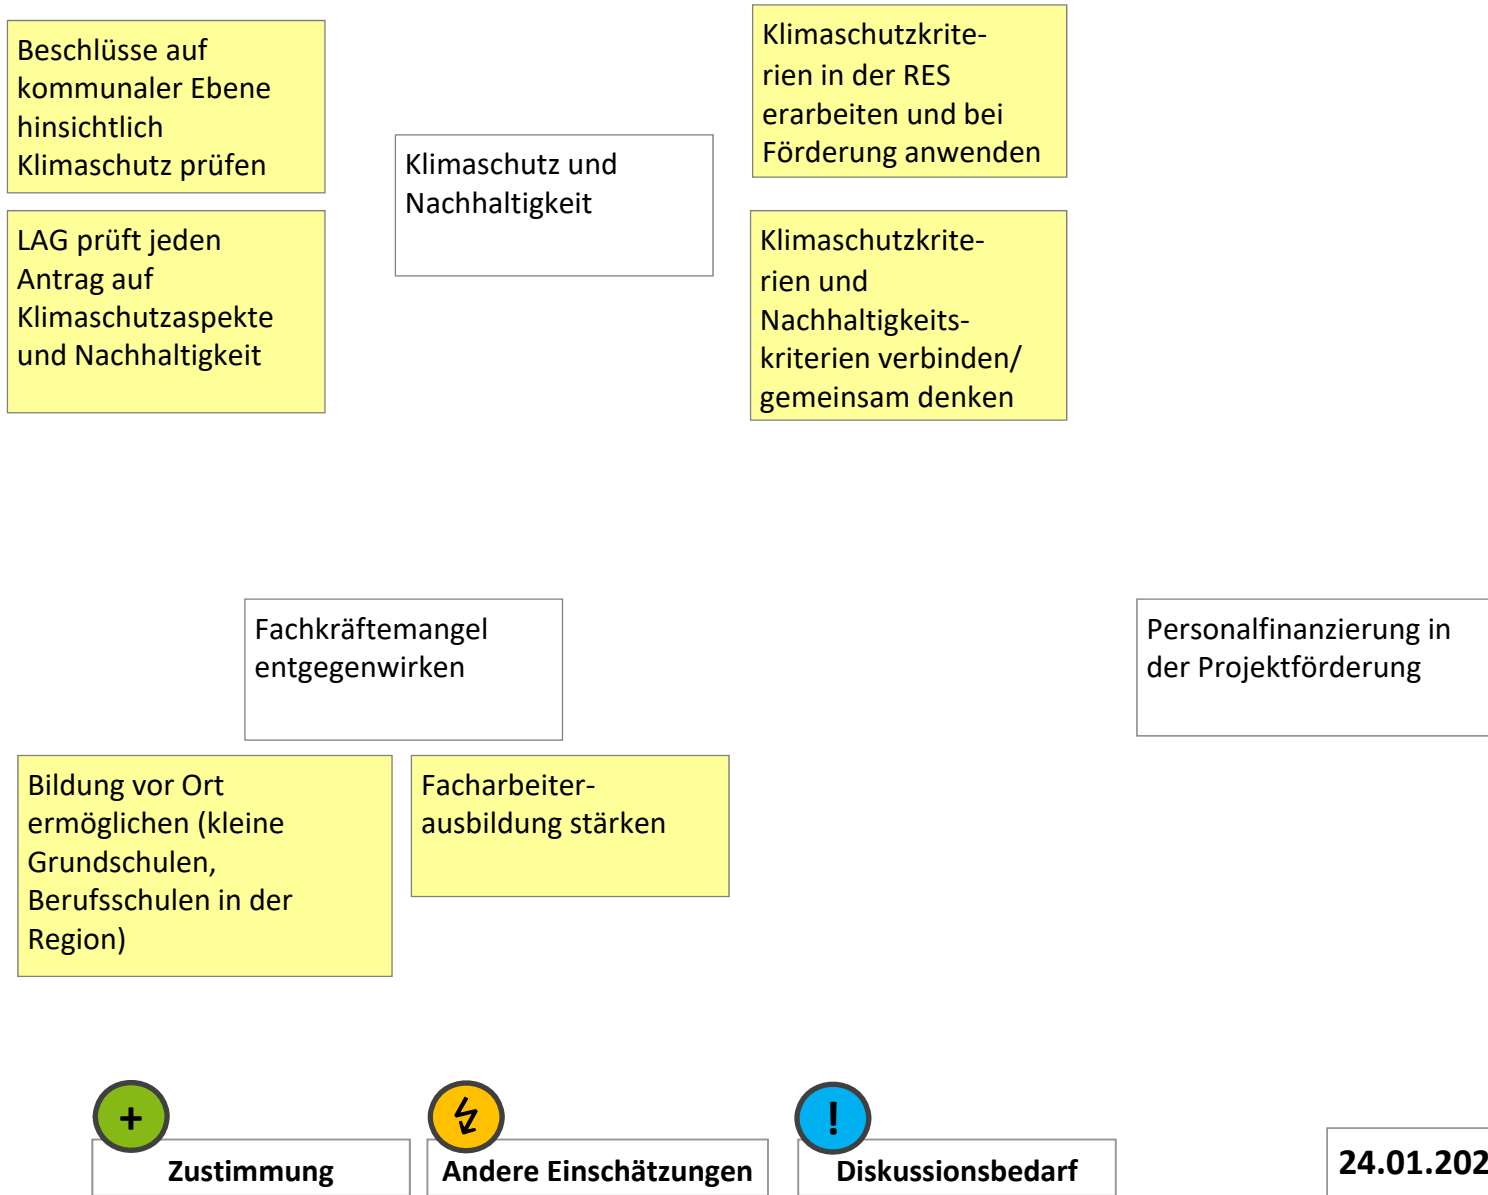 Beschlüsse auf
kommunaler Ebene
hinsichtlich
Klimaschutz prüfen
LAG prüft jeden
Antrag auf
Klimaschutzaspekte
und Nachhaltigkeit
Klimaschutz und
Nachhaltigkeit
Klimaschutzkrite-
rien in der RES
erarbeiten und bei
Förderung anwenden
Klimaschutzkrite-
rien und
Nachhaltigkeits-
kriterien verbinden/
gemeinsam denken
Fachkräftemangel
entgegenwirken
Bildung vor Ort
ermöglichen (kleine
Grundschulen,
Berufsschulen in der
Region)
Facharbeiter-
ausbildung stärken
Personalfinanzierung in
der Projektförderung
+
Zustimmung
Andere Einschätzungen
!
Diskussionsbedarf
24.01.202